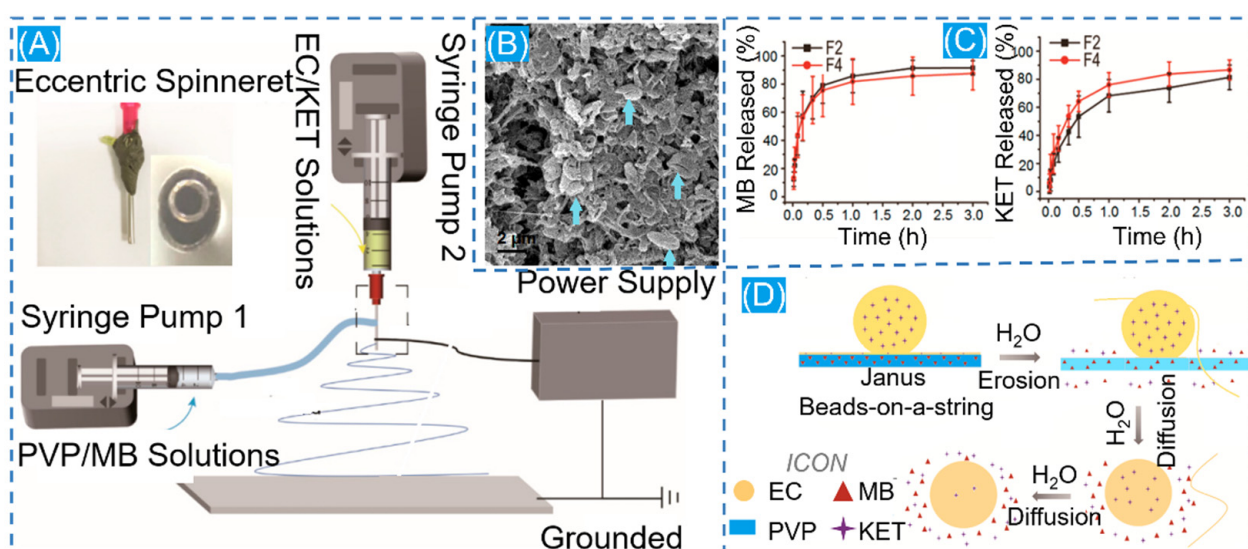 (A)
Eccentric Spinneret
EC/KET Solutions
Syringe Pump 2
Syringe Pump 1
PVP/MB Solutions
Power Supply
Grounded
(B)
2 μm
(C)
MB Released (%)
F2
F4
100
80
60
40
20
0
0.0 0.5 1.0 1.5 2.0 2.5 3.0
Time (h)
KET Released (%)
F2
F4
100
80
60
40
20
0
0.0 0.5 1.0 1.5 2.0 2.5 3.0
Time (h)
(D)
Janus
Beads-on-a-string
H2O
Erosion
H2O
Diffusion
H2O
Diffusion
ICON
EC MB
PVP KET